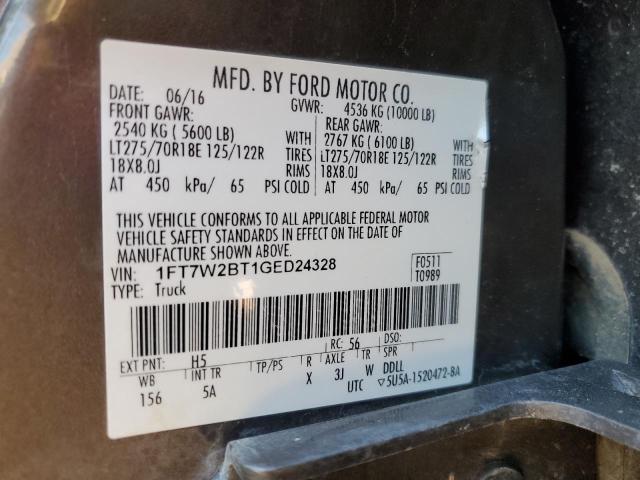 MFD. BY FORD MOTOR CO.
DATE: 06/16 GVWR: 4536 KG (10000 LB)
FRONT GAWR: REAR GAWR:
2540 KG ( 5600 LB) WITH 2767 KG ( 6100 LB) WITH
LT275/70R18E 125/122R TIRES LT275/70R18E 125/122R TIRES
18X8.0J RIMS 18X8.0J RIMS
AT 450 kPa/ 65 PSI COLD AT 450 kPa/ 65 PSI COLD
THIS VEHICLE CONFORMS TO ALL APPLICABLE FEDERAL MOTOR
VEHICLE SAFETY STANDARDS IN EFFECT ON THE DATE OF
MANUFACTURE SHOWN ABOVE.
VIN: 1FT7W2BT1GED24328 F0511
TYPE: Truck T0989
EXT PNT: H5 RC: 56 DSO:
WB INT TR TP/PS R AXLE TR SPR
156 5A X 3J W DDLL
UTC ▽5U5A-1520472-BA